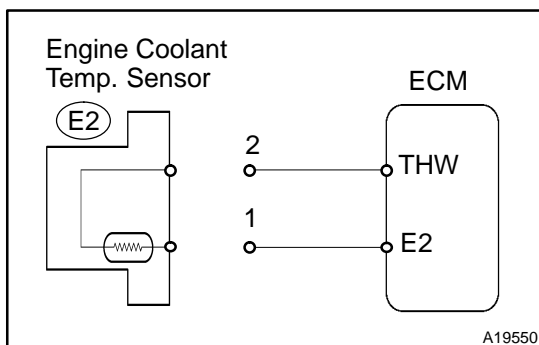 Engine Coolant
Temp. Sensor
ECM
E2
2
THW
1
E2
A19550